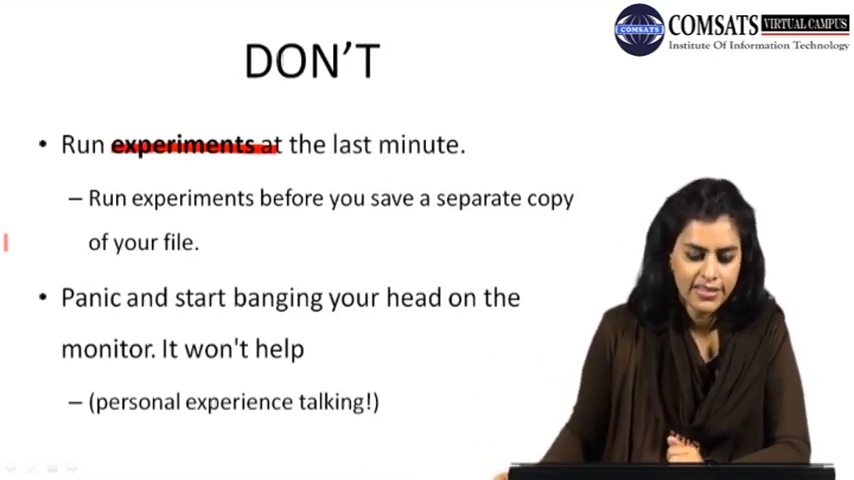 COMSATS VIRTUAL CAMPUS
COMSATS
Institute Of Information Technology
DON'T
• Run experiments at the last minute.
– Run experiments before you save a separate copy
of your file.
• Panic and start banging your head on the
monitor. It won't help
– (personal experience talking!)